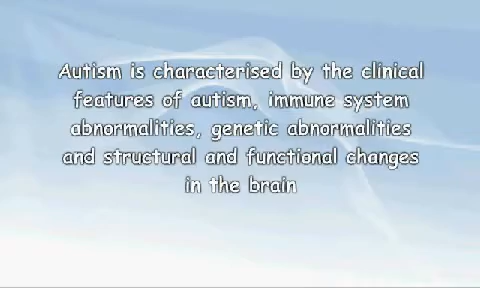 Autism is characterised by the clinical
features of autism, immune system
abnormalities, genetic abnormalities
and structural and functional changes
in the brain